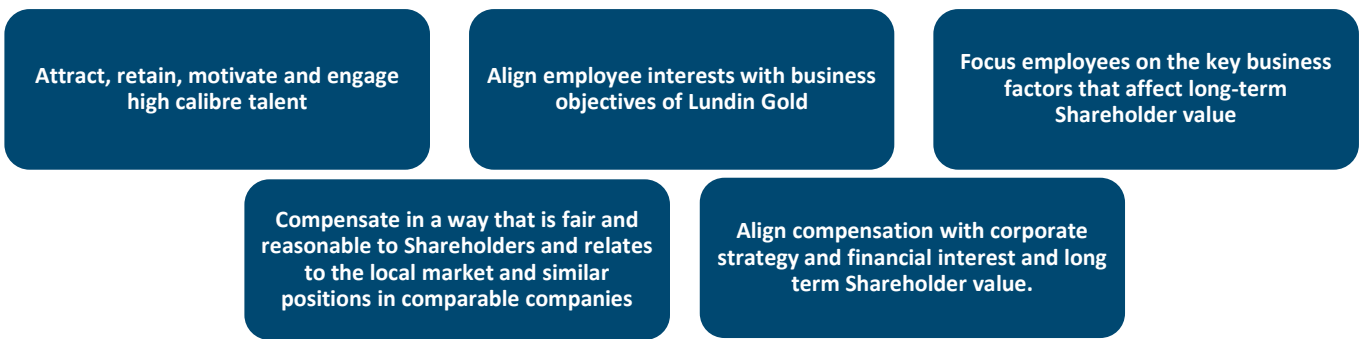 Attract, retain, motivate and engage
high calibre talent
Align employee interests with business
objectives of Lundin Gold
Focus employees on the key business
factors that affect long-term
Shareholder value
Compensate in a way that is fair and
reasonable to Shareholders and relates
to the local market and similar
positions in comparable companies
Align compensation with corporate
strategy and financial interest and long
term Shareholder value.